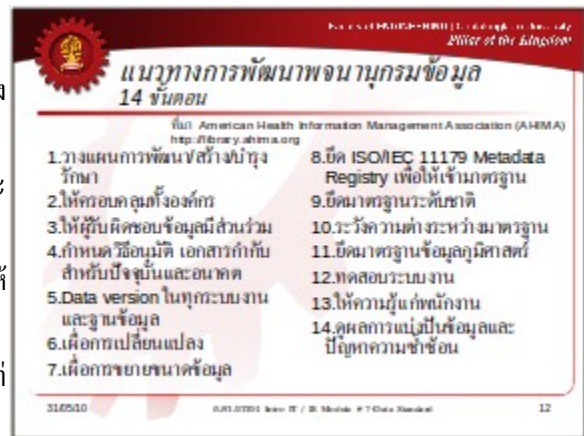 Pillar of the Kingdom
แนวทางการพัฒนาพจนานุกรมข้อมูล
14 ขั้นตอน
ที่มา American Health Information Management Association (AHIMA)
http://library.ahima.org
1.วางแผนการพัฒนา/สร้าง/บำรุง
รักษา
2.ให้ครอบคลุมทั้งองค์กร
3.ให้ผู้รับผิดชอบข้อมูลมีส่วนร่วม
4.กำหนดวิธีอนุมัติ เอกสารกำกับ
สำหรับปัจจุบันและอนาคต
5.Data version ในทุกระบบงาน
และฐานข้อมูล
6.เผื่อการเปลี่ยนแปลง
7.เผื่อการขยายขนาดข้อมูล
8.ยึด ISO/IEC 11179 Metadata
Registry เพื่อให้เข้ามาตรฐาน
9.ยึดมาตรฐานระดับชาติ
10.ระวังความต่างระหว่างมาตรฐาน
11.ยึดมาตรฐานข้อมูลภูมิศาสตร์
12.ทดสอบระบบงาน
13.ให้ความรู้แก่พนักงาน
14.ดูผลการแบ่งปันข้อมูลและ
ปัญหาความซ้ำซ้อน
31/05/10
12